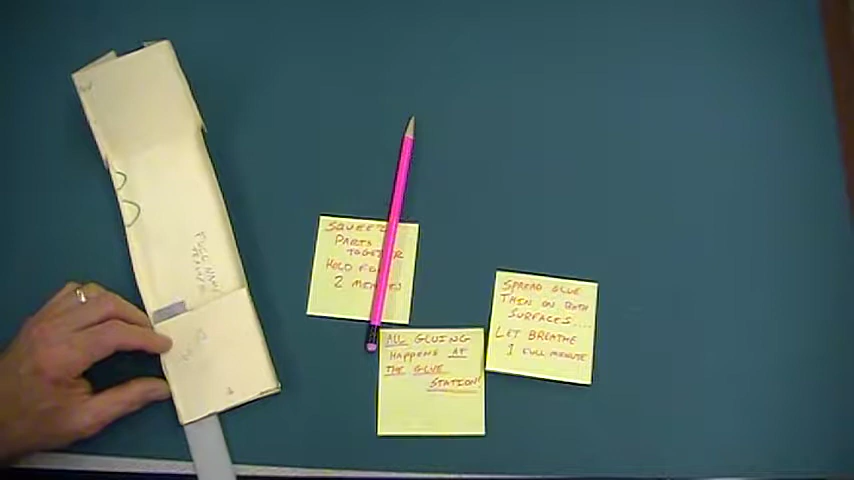 SQUEEZE
PARTS
TOGETHER
HOLD FOR
2 MINUTES
SPREAD GLUE
THIN ON BOTH
SURFACES....
LET BREATHE
1 FULL MINUTE
ALL GLUING
HAPPENS AT
THE GLUE
STATION!